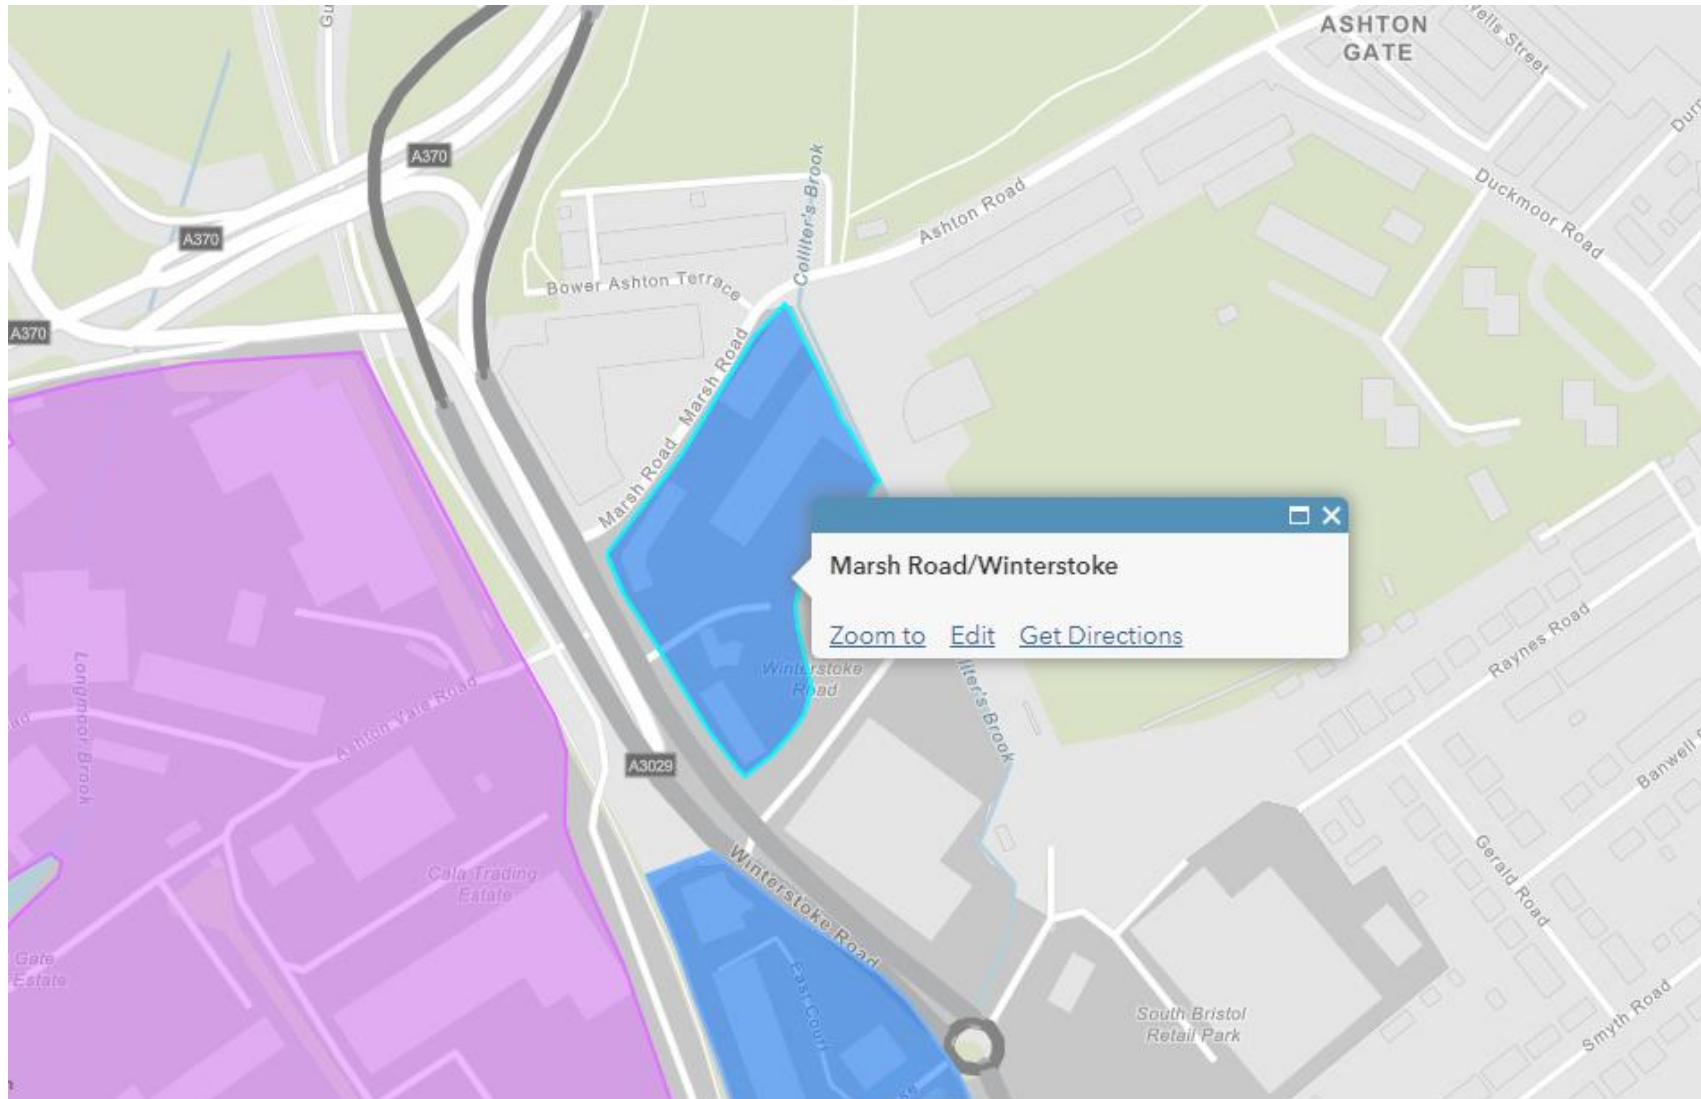 ASHTON
GATE
Gu
Wells Street
Dur
A370
Colliter's Brook
Ashton Road
Duckmoor Road
A370
Bower Ashton Terrace
A370
Marsh Road
Marsh Road
Marsh Road/Winterstoke
Zoom to Edit Get Directions
Raynes Road
Longmoor Brook
Winterstoke
Road
lliter's Brook
Ashton Vale Road
Banwell
A3029
Cala Trading
Estate
Winterstoke Road
Gerald Road
Gate
Estate
East Court
South Bristol
Retail Park
Smyth Road